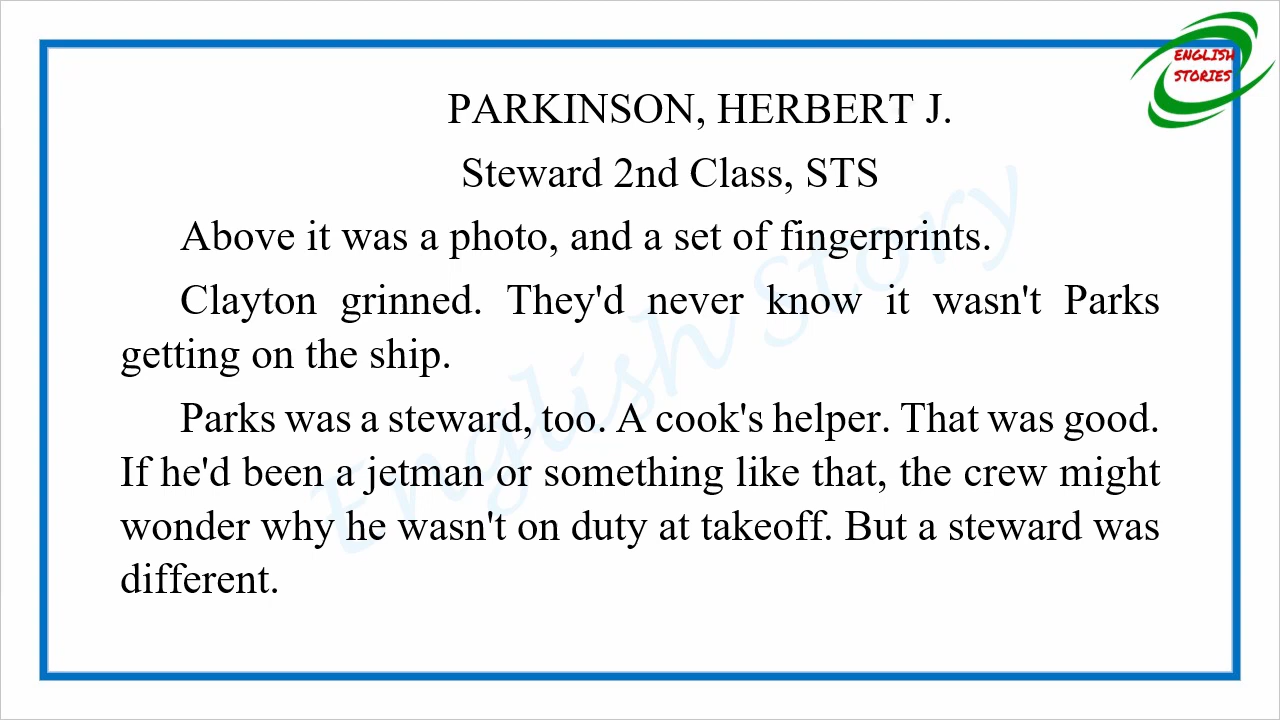 ENGLISH
STORIES
PARKINSON, HERBERT J.
Steward 2nd Class, STS
Above it was a photo, and a set of fingerprints.
Clayton grinned. They'd never know it wasn't Parks
getting on the ship.
Parks was a steward, too. A cook's helper. That was good.
If he'd been a jetman or something like that, the crew might
wonder why he wasn't on duty at takeoff. But a steward was
different.
English Story